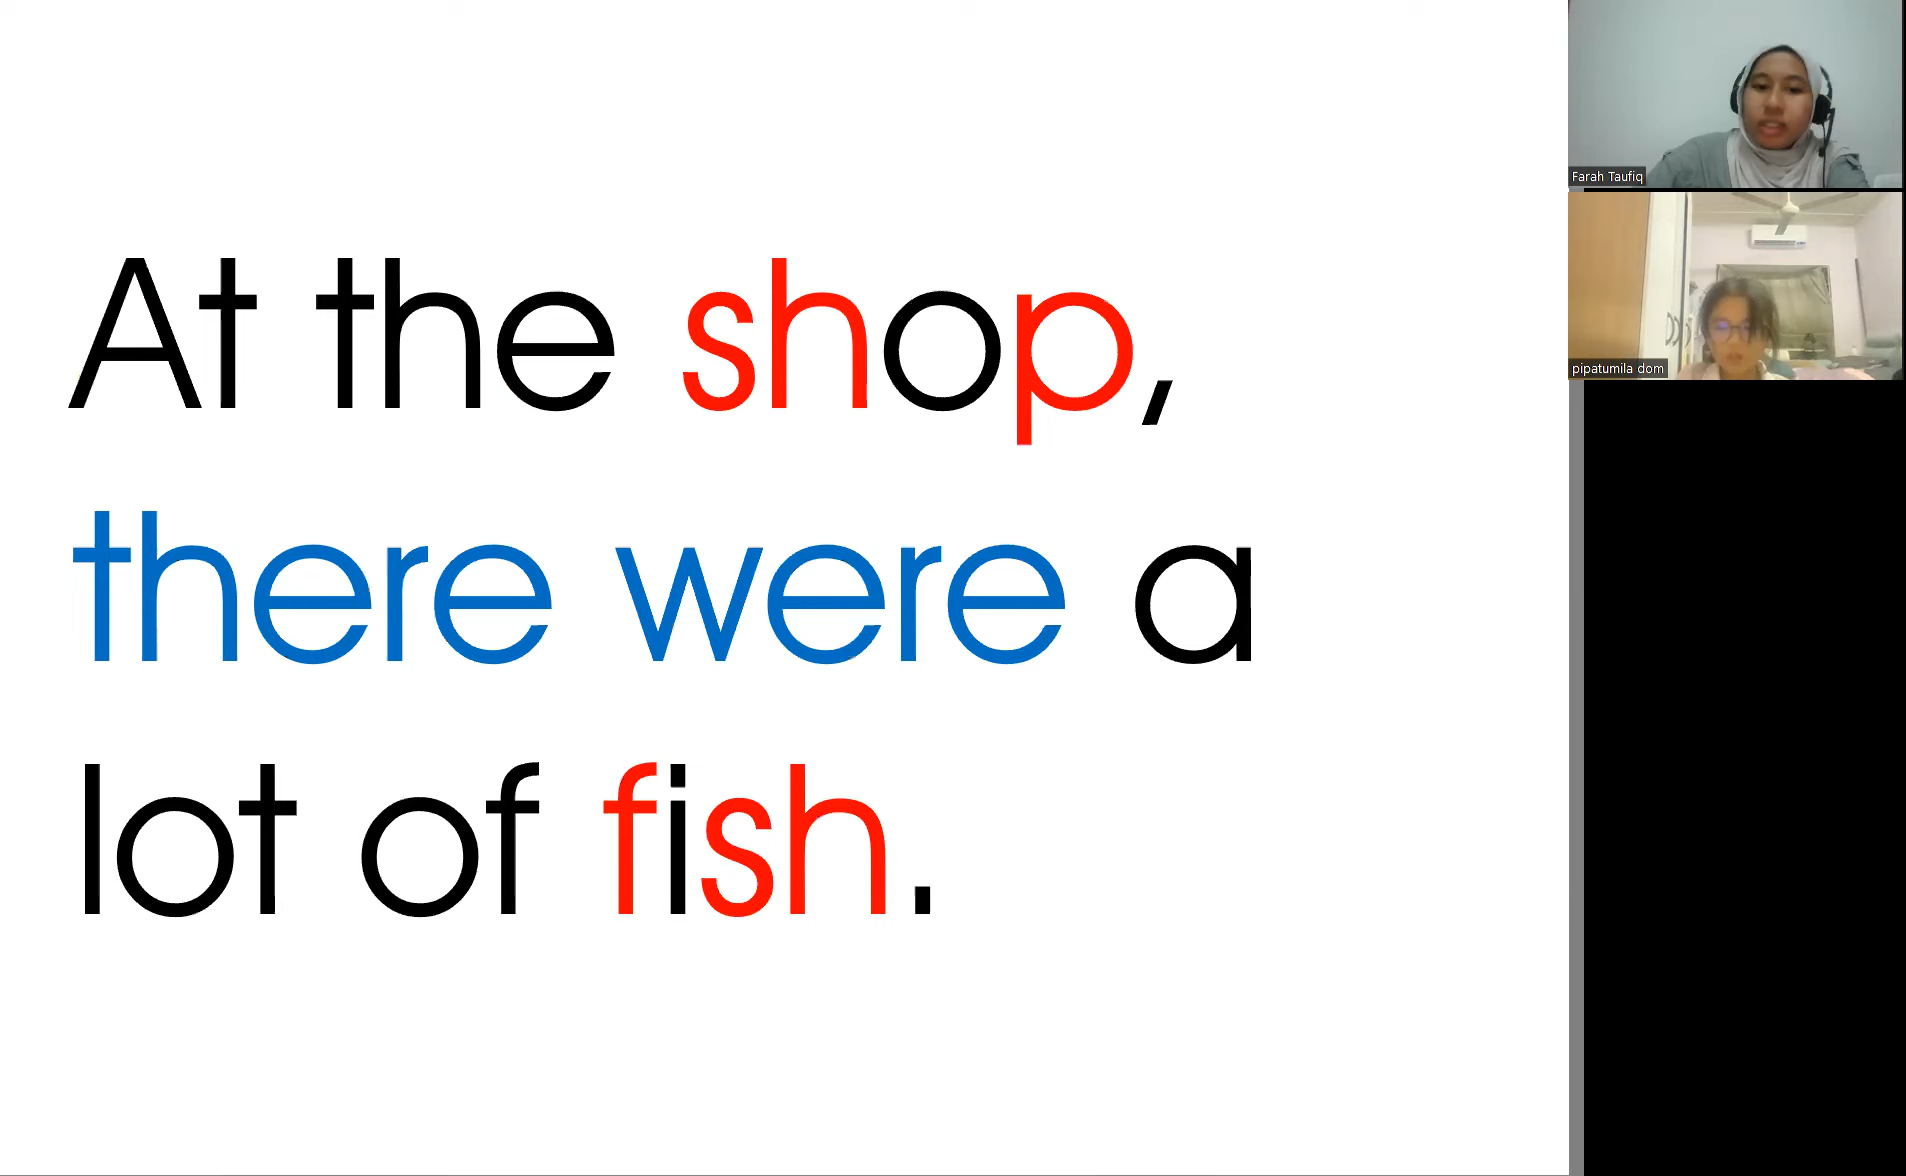 At the shop,
there were a
lot of fish.
Farah Taufiq
pipatumila dom